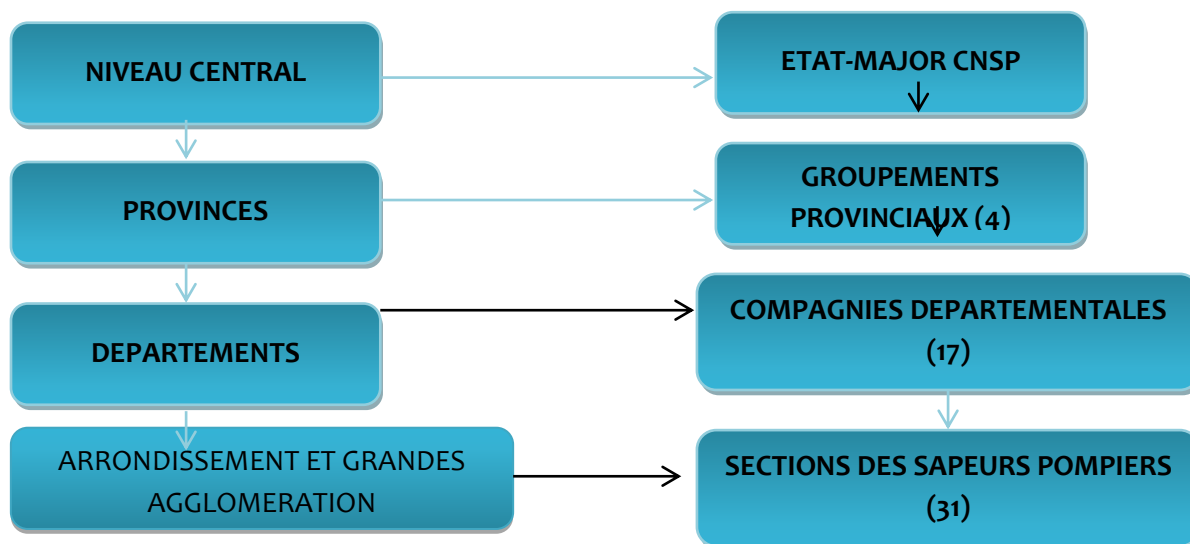 NIVEAU CENTRAL
ETAT-MAJOR CNSP
PROVINCES
GROUPEMENTS
PROVINCIAUX (4)
DEPARTEMENTS
COMPAGNIES DEPARTEMENTALES
(17)
ARRONDISSEMENT ET GRANDES
AGGLOMERATION
SECTIONS DES SAPEURS POMPIERS
(31)